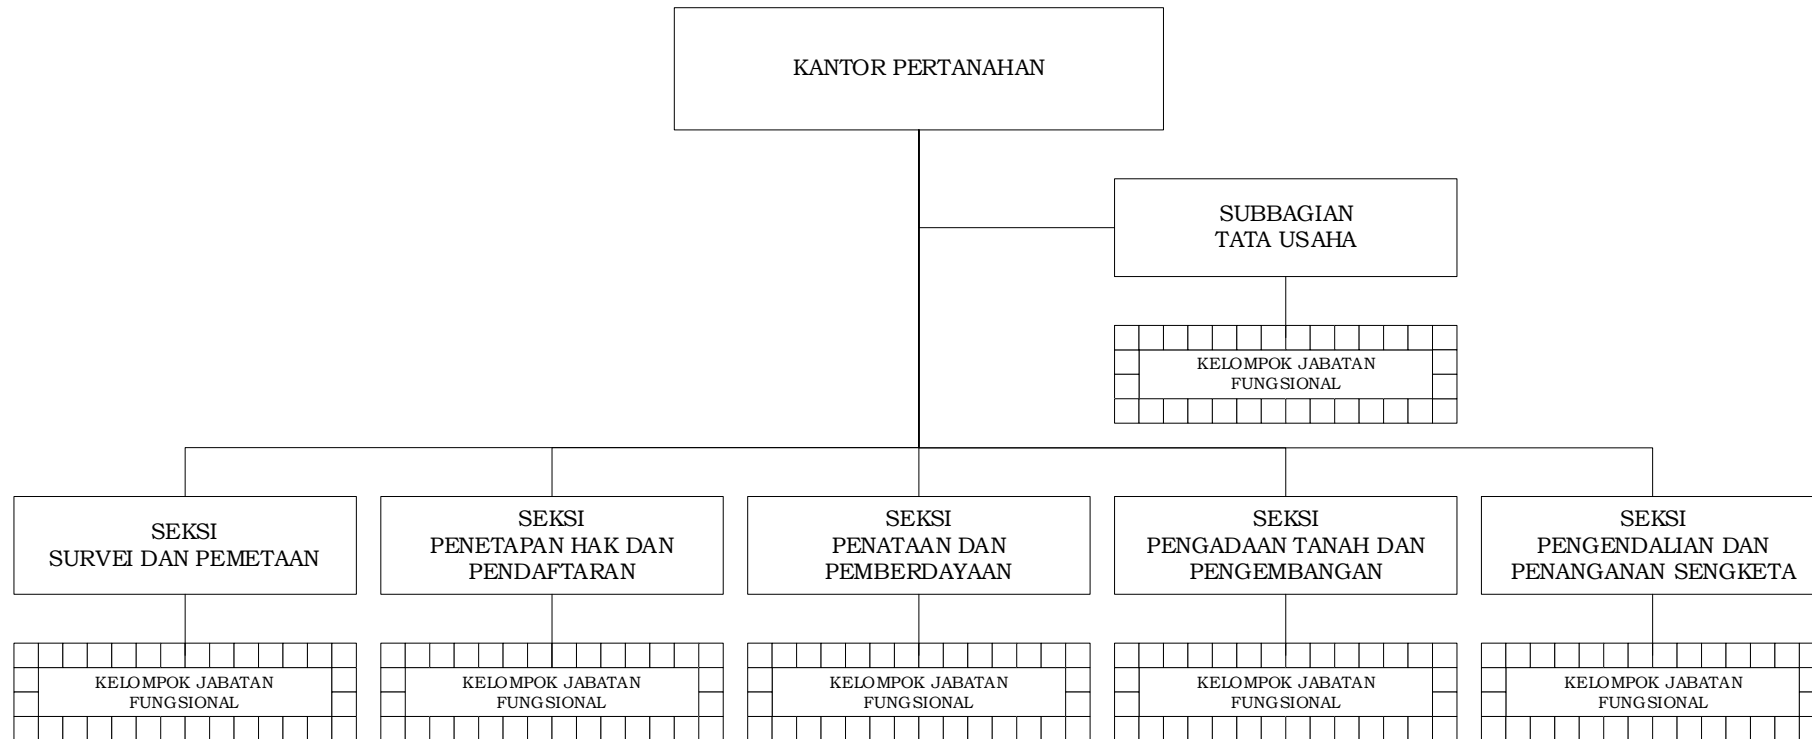 KANTOR PERTANAHAN
SUBBAGIAN
TATA USAHA
KELOMPOK JABATAN
FUNGSIONAL
SEKSI
SURVEI DAN PEMETAAN
SEKSI
PENETAPAN HAK DAN
PENDAFTARAN
SEKSI
PENATAAN DAN
PEMBERDAYAAN
SEKSI
PENGADAAN TANAH DAN
PENGEMBANGAN
SEKSI
PENGENDALIAN DAN
PENANGANAN SENGKETA
KELOMPOK JABATAN
FUNGSIONAL
KELOMPOK JABATAN
FUNGSIONAL
KELOMPOK JABATAN
FUNGSIONAL
KELOMPOK JABATAN
FUNGSIONAL
KELOMPOK JABATAN
FUNGSIONAL